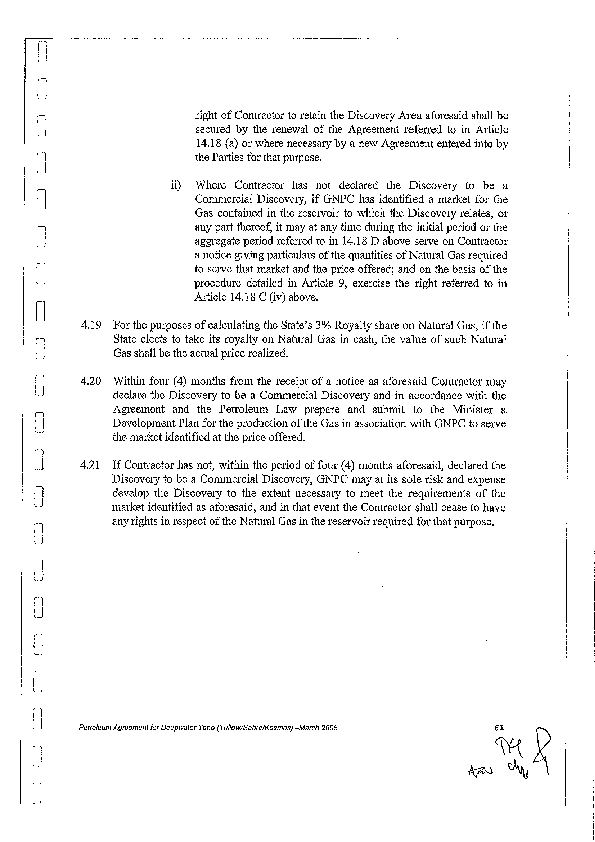 right of Contractor to retain the Discovery Area aforesaid shall be
secured by the renewal of the Agreement referred to in Article
14.18 (a) or where necessary by a new Agreement entered into by
the Parties for that purpose.
ii) Where Contractor has not declared the Discovery to be a
Commercial Discovery, if GNPC has identified a market for the
Gas contained in the reservoir to which the Discovery relates, or
any part thereof, it may at any time during the initial period or the
aggregate period referred to in 14.18 D above serve on Contractor
a notice giving particulars of the quantities of Natural Gas required
to serve that market and the price offered; and on the basis of the
procedure detailed in Article 9, exercise the right referred to in
Article 14.18 C (iv) above.
4.19 For the purposes of calculating the State's 3% Royalty share on Natural Gas, if the
State elects to take its royalty on Natural Gas in cash, the value of such Natural
Gas shall be the actual price realized.
4.20 Within four (4) months from the receipt of a notice as aforesaid Contractor may
declare the Discovery to be a Commercial Discovery and in accordance with the
Agreement and the Petroleum Law prepare and submit to the Minister a
Development Plan for the production of the Gas in association with GNPC to serve
the market identified at the price offered.
4.21 If Contractor has not, within the period of four (4) months aforesaid, declared the
Discovery to be a Commercial Discovery, GNPC may at its sole risk and expense
develop the Discovery to the extent necessary to meet the requirements of the
market identified as aforesaid, and in that event the Contractor shall cease to have
any rights in respect of the Natural Gas in the reservoir required for that purpose.
Petroleum Agreement for Deepwater Tano (Tullow/Sabre/Kosmos) –March 2006